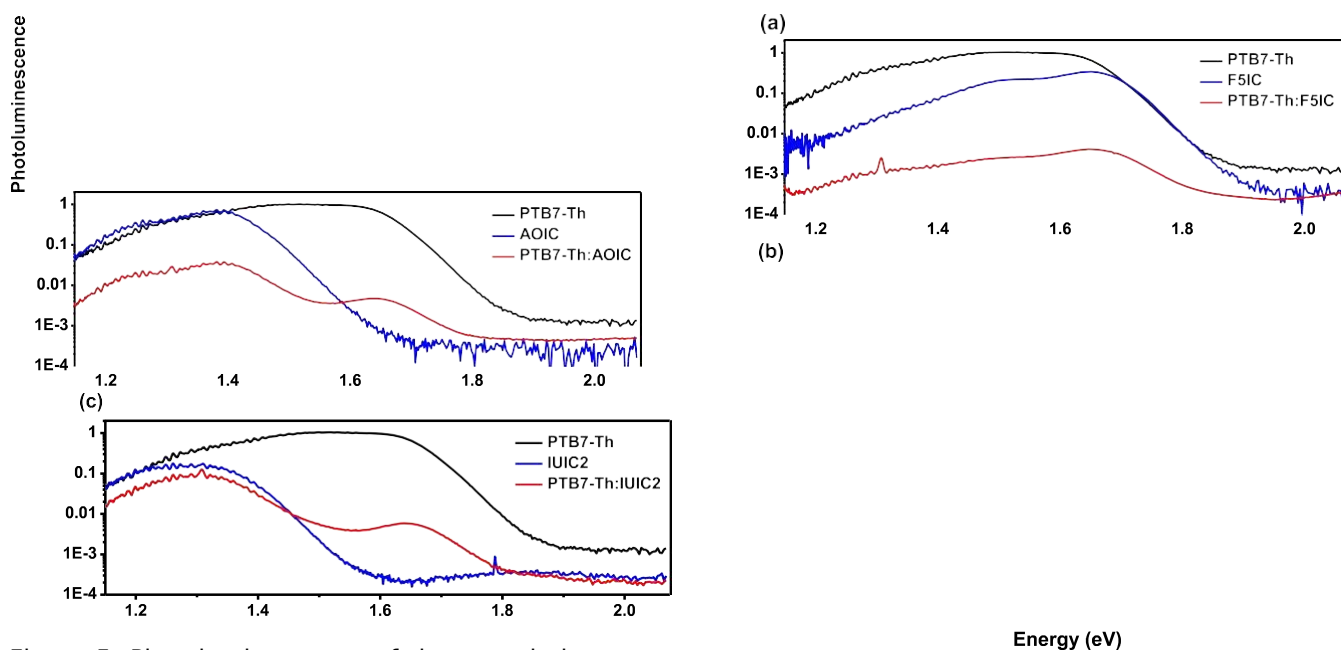 Photoluminescence
(a)
1
0.1
0.01
1E-3
1E-4
PTB7-Th
F5IC
PTB7-Th:F5IC
1.2 1.4 1.6 1.8 2.0
(b)
1
0.1
0.01
1E-3
1E-4
PTB7-Th
AOIC
PTB7-Th:AOIC
1.2 1.4 1.6 1.8 2.0
(c)
1
0.1
0.01
1E-3
1E-4
PTB7-Th
IUIC2
PTB7-Th:IUIC2
1.2 1.4 1.6 1.8 2.0
Energy (eV)